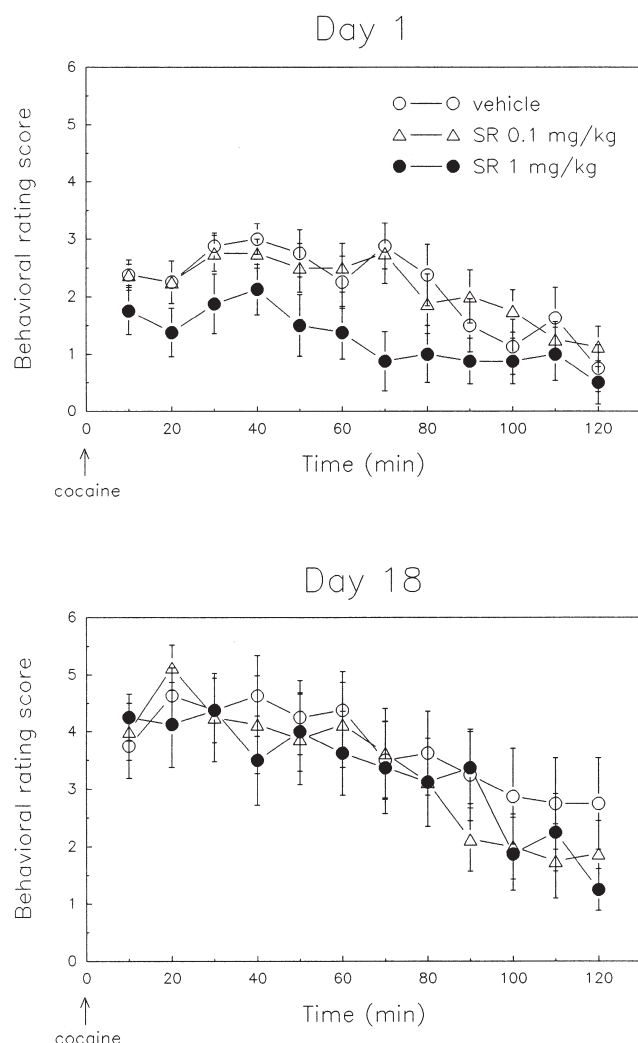 Day 1
6
5
4
3
2
1
0
Behavioral rating score
vehicle
SR 0.1 mg/kg
SR 1 mg/kg
0 20 40 60 80 100 120
Time (min)
cocaine
Day 18
6
5
4
3
2
1
0
Behavioral rating score
0 20 40 60 80 100 120
Time (min)
cocaine